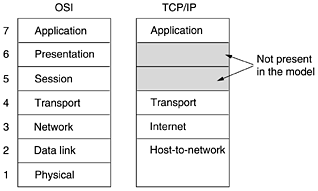 OSI TCP/IP
7 Application Application
6 Presentation
Not present
in the model
5 Session
4 Transport Transport
3 Network Internet
2 Data link Host-to-network
1 Physical